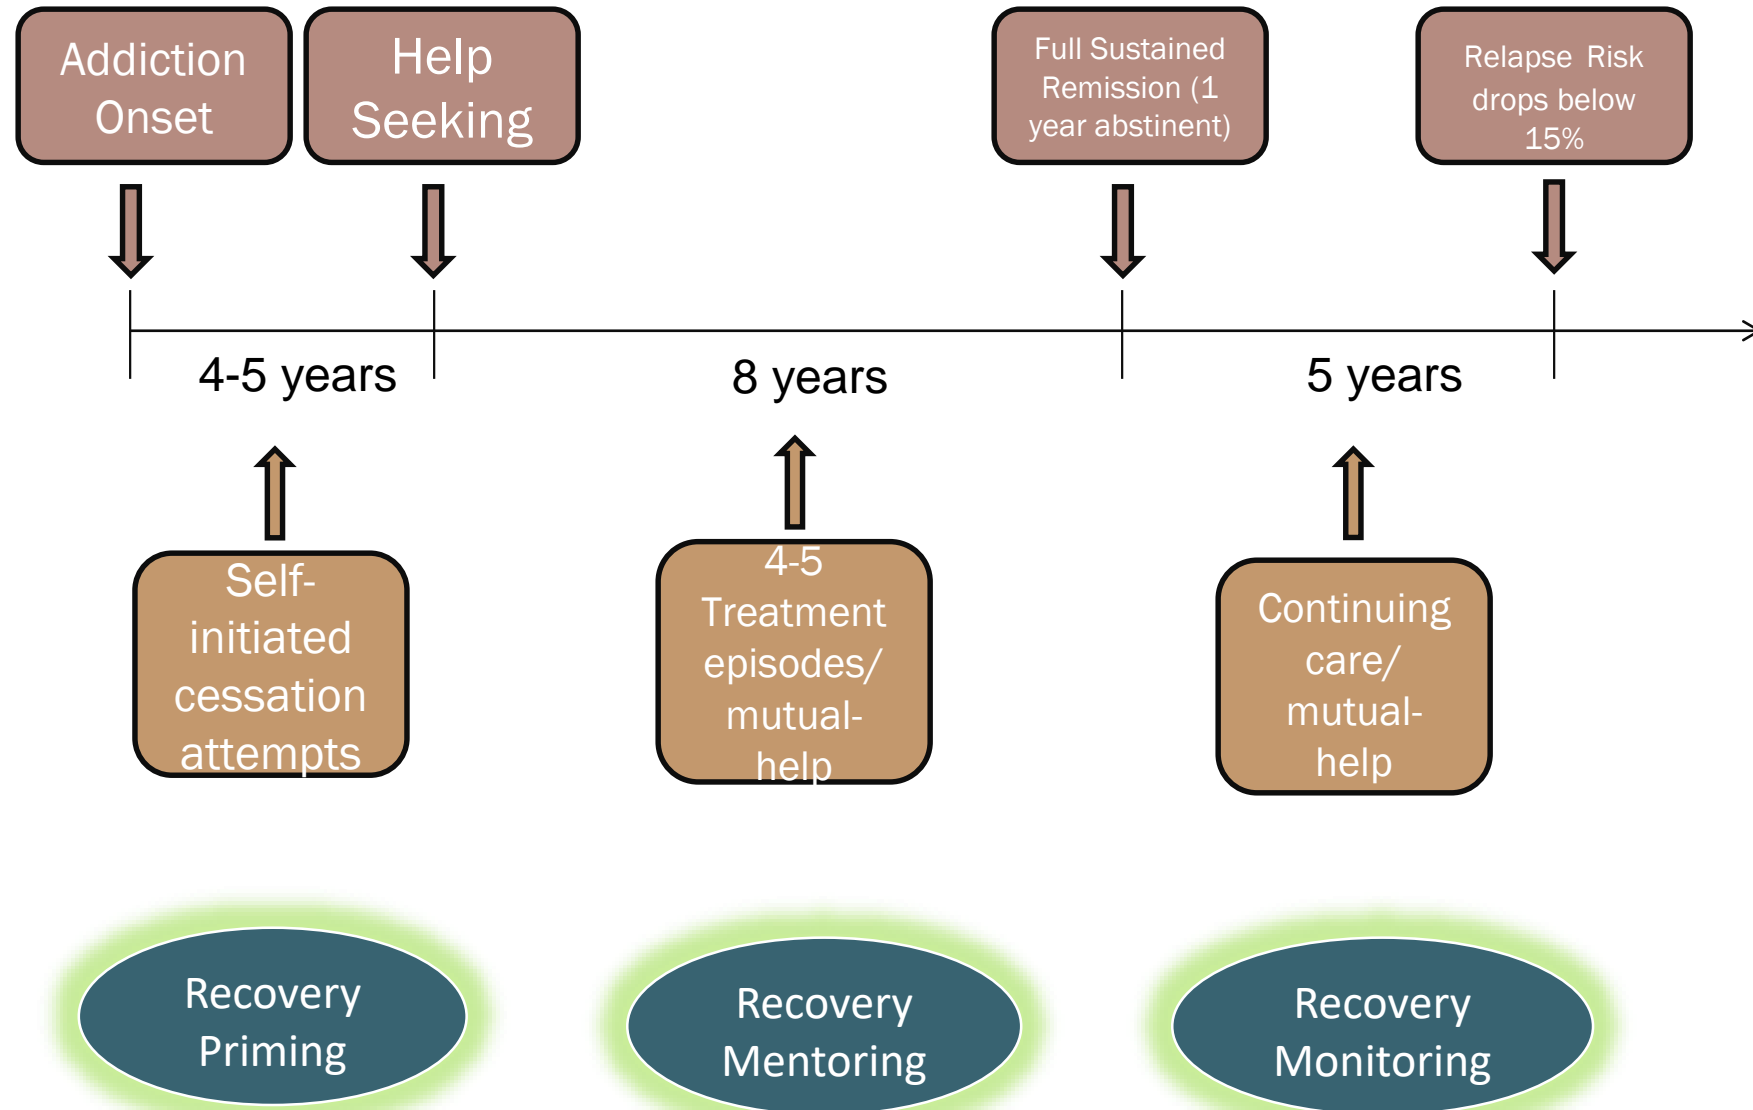 Addiction
Onset
Help
Seeking
Full Sustained
Remission (1
year abstinent)
Relapse Risk
drops below
15%
4-5 years
8 years
5 years
Self-
initiated
cessation
attempts
4-5
Treatment
episodes/
mutual-
help
Continuing
care/
mutual-
help
Recovery
Priming
Recovery
Mentoring
Recovery
Monitoring